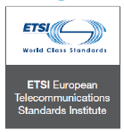 ETSI
World Class Standards
ETSI European
Telecommunications
Standards Institute